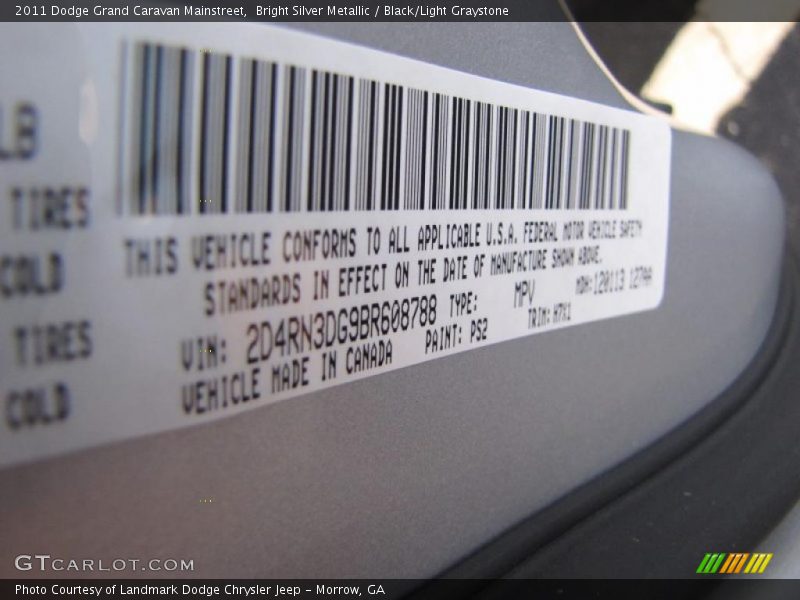 2011 Dodge Grand Caravan Mainstreet,  Bright Silver Metallic / Black/Light Graystone
LB
TIRES
COLD
TIRES
COLD
THIS VEHICLE CONFORMS TO ALL APPLICABLE U.S.A. FEDERAL MOTOR VEHICLE SAFETY
STANDARDS IN EFFECT ON THE DATE OF MANUFACTURE SHOWN ABOVE.
VIN: 2D4RN3DG9BR608788 TYPE: MPV MDH:120113
VEHICLE MADE IN CANADA PAINT: PS2 TRIM:H7X1
GTCARLOT.COM
Photo Courtesy of Landmark Dodge Chrysler Jeep – Morrow, GA